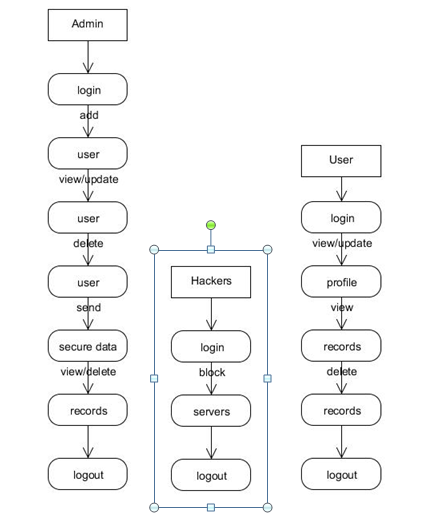 Admin
login
add
user
view/update
user
delete
user
send
secure data
view/delete
records
logout
Hackers
login
block
servers
logout
User
login
view/update
profile
view
records
delete
records
logout